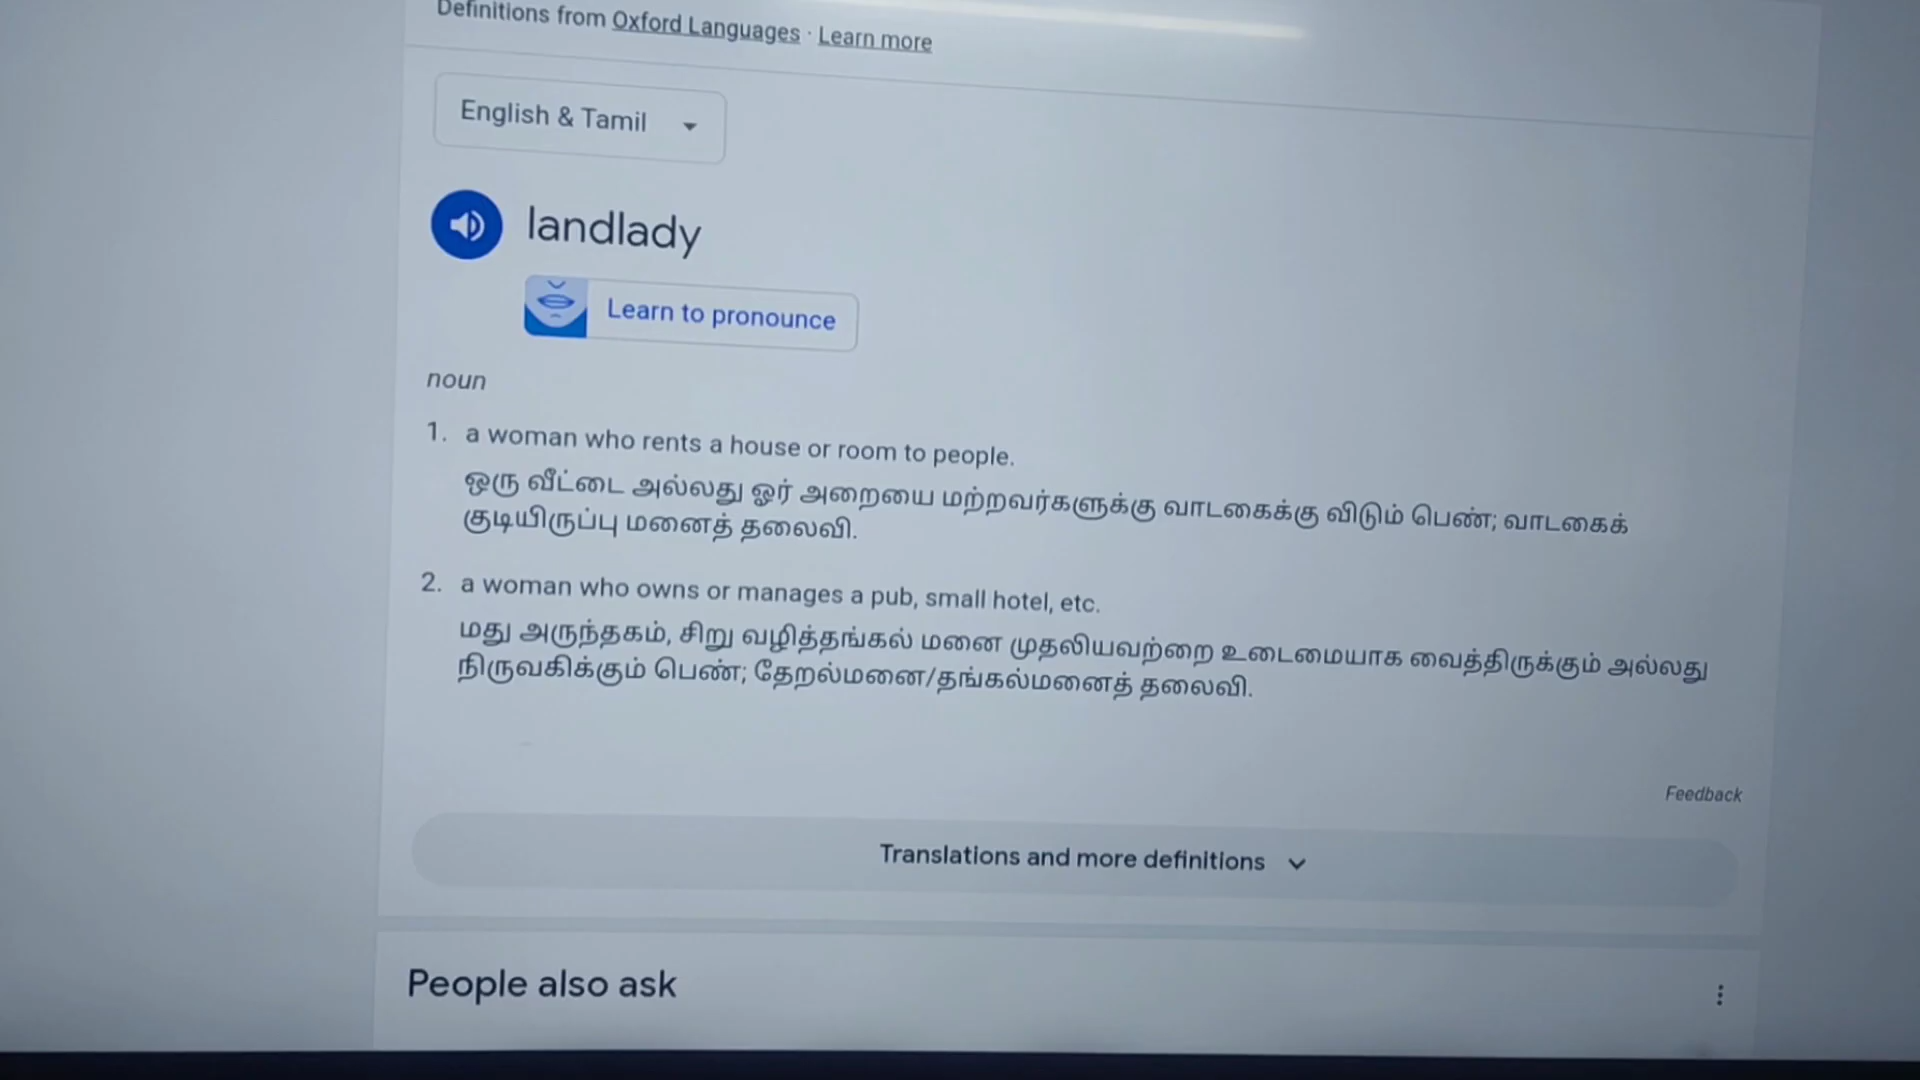 Definitions from Oxford Languages · Learn more
English & Tamil
landlady
Learn to pronounce
noun
1. a woman who rents a house or room to people.
ஒரு வீட்டை அல்லது ஓர் அறையை மற்றவர்களுக்கு வாடகைக்கு விடும் பெண்; வாடகைக்
குடியிருப்பு மனைத் தலைவி.
2. a woman who owns or manages a pub, small hotel, etc.
மது அருந்தகம், சிறு வழித்தங்கல் மனை முதலியவற்றை உடைமையாக வைத்திருக்கும் அல்லது
நிருவகிக்கும் பெண்; தேறல்மனை/தங்கல்மனைத் தலைவி.
Feedback
Translations and more definitions
People also ask